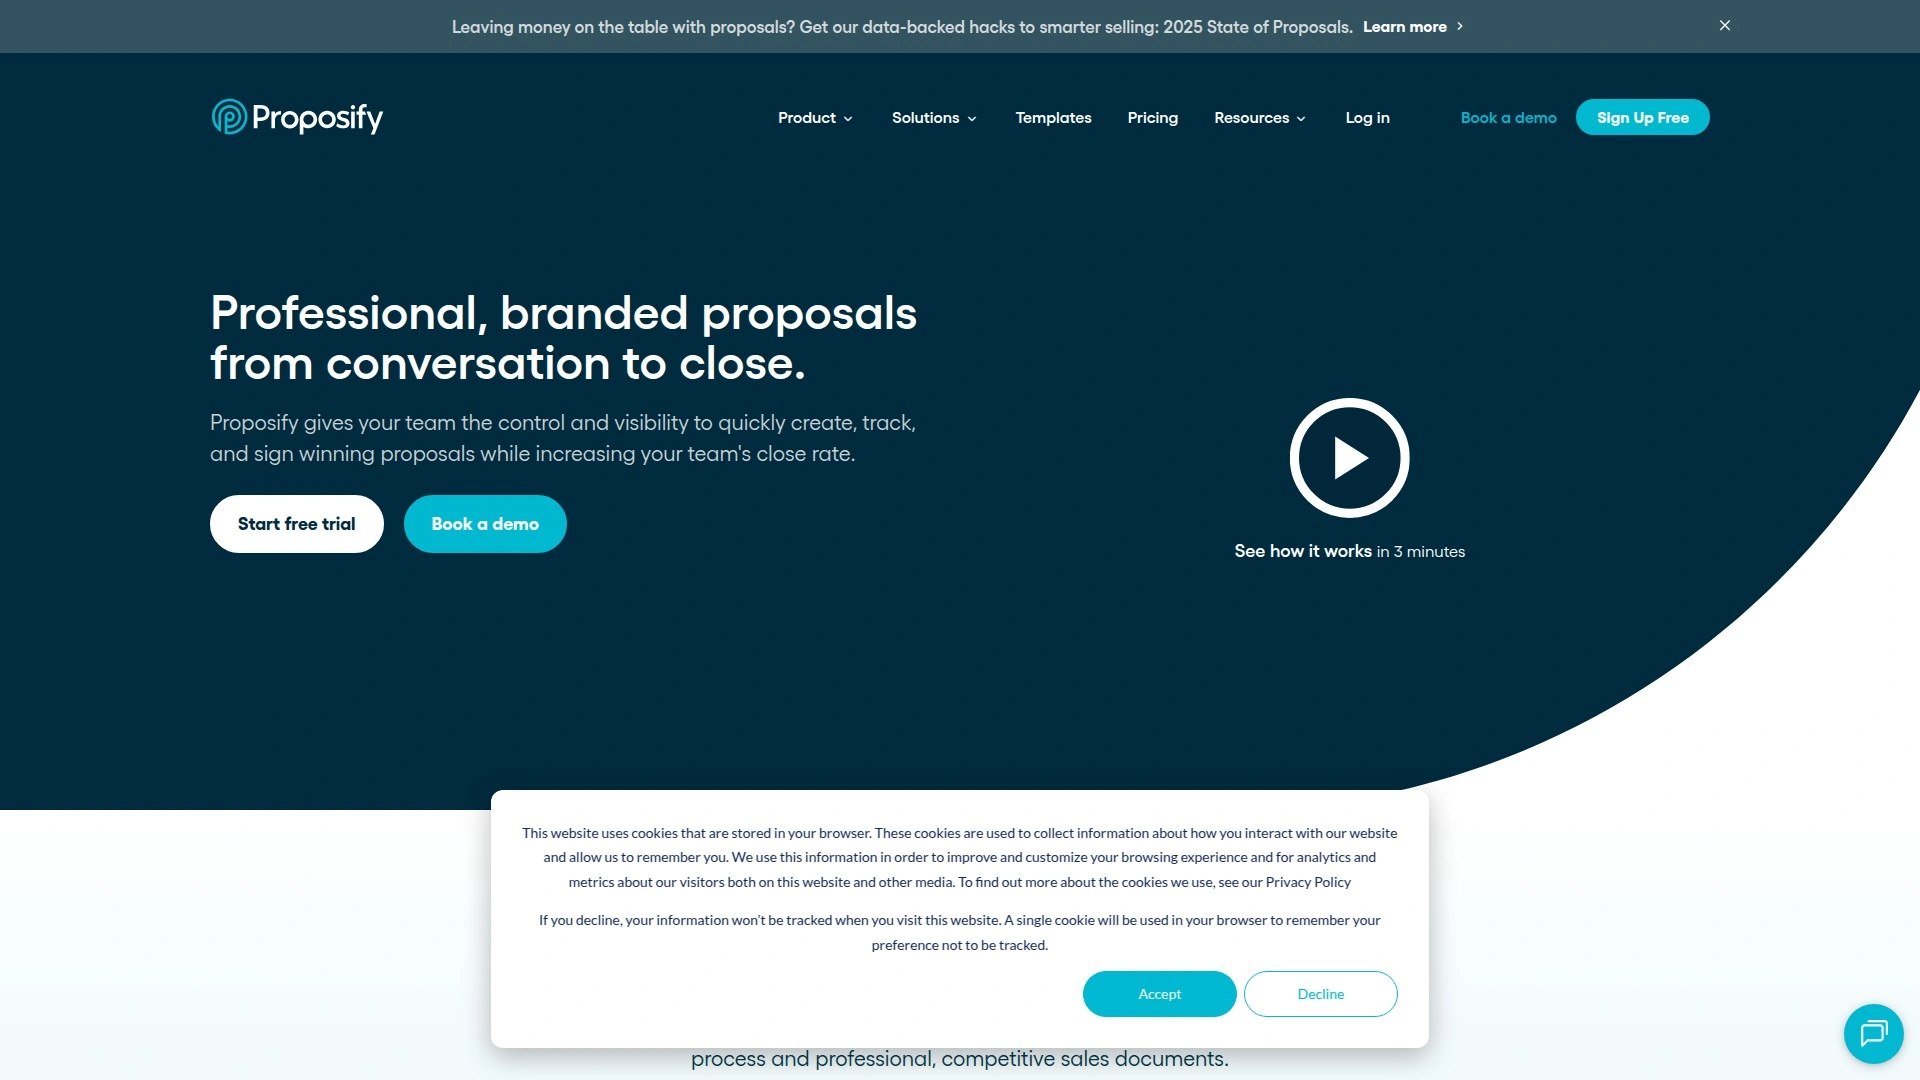 Leaving money on the table with proposals? Get our data-backed hacks to smarter selling: 2025 State of Proposals. Learn more
Proposify
Product
Solutions
Templates
Pricing
Resources
Log in
Book a demo
Sign Up Free
Professional, branded proposals
from conversation to close.
Proposify gives your team the control and visibility to quickly create, track,
and sign winning proposals while increasing your team's close rate.
Start free trial
Book a demo
See how it works in 3 minutes
This website uses cookies that are stored in your browser. These cookies are used to collect information about how you interact with our website
and allow us to remember you. We use this information in order to improve and customize your browsing experience and for analytics and
metrics about our visitors both on this website and other media. To find out more about the cookies we use, see our Privacy Policy
If you decline, your information won't be tracked when you visit this website. A single cookie will be used in your browser to remember your
preference not to be tracked.
Accept
Decline
process and professional, competitive sales documents.